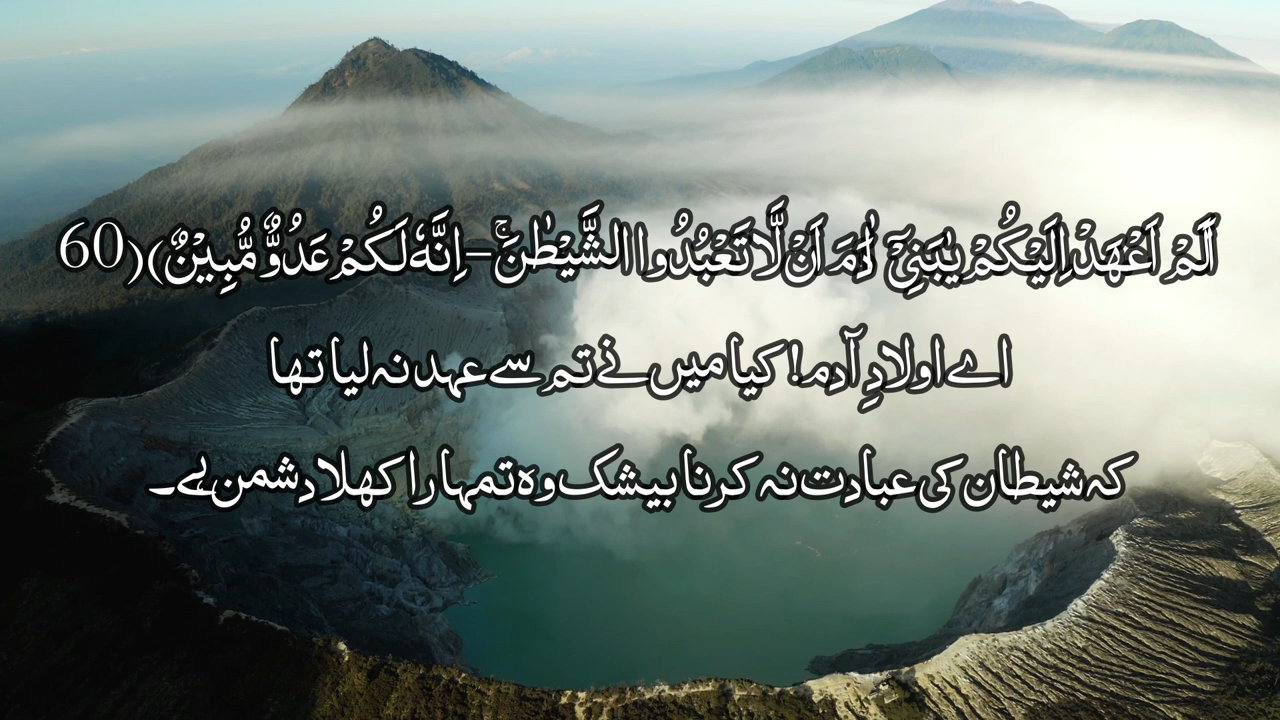 اَلَمْ اَعْهَدْ اِلَیْكُمْ یٰبَنِیْۤ اٰدَمَ اَنْ لَّا تَعْبُدُوا الشَّیْطٰنَۚ-اِنَّهٗ لَكُمْ عَدُوٌّ مُّبِیْنٌ)(60
اے اولادِ آدم! کیا میں نے تم سے عہد نہ لیا تھا
کہ شیطان کی عبادت نہ کرنا بیشک وہ تمہارا کھلا دشمن ہے۔